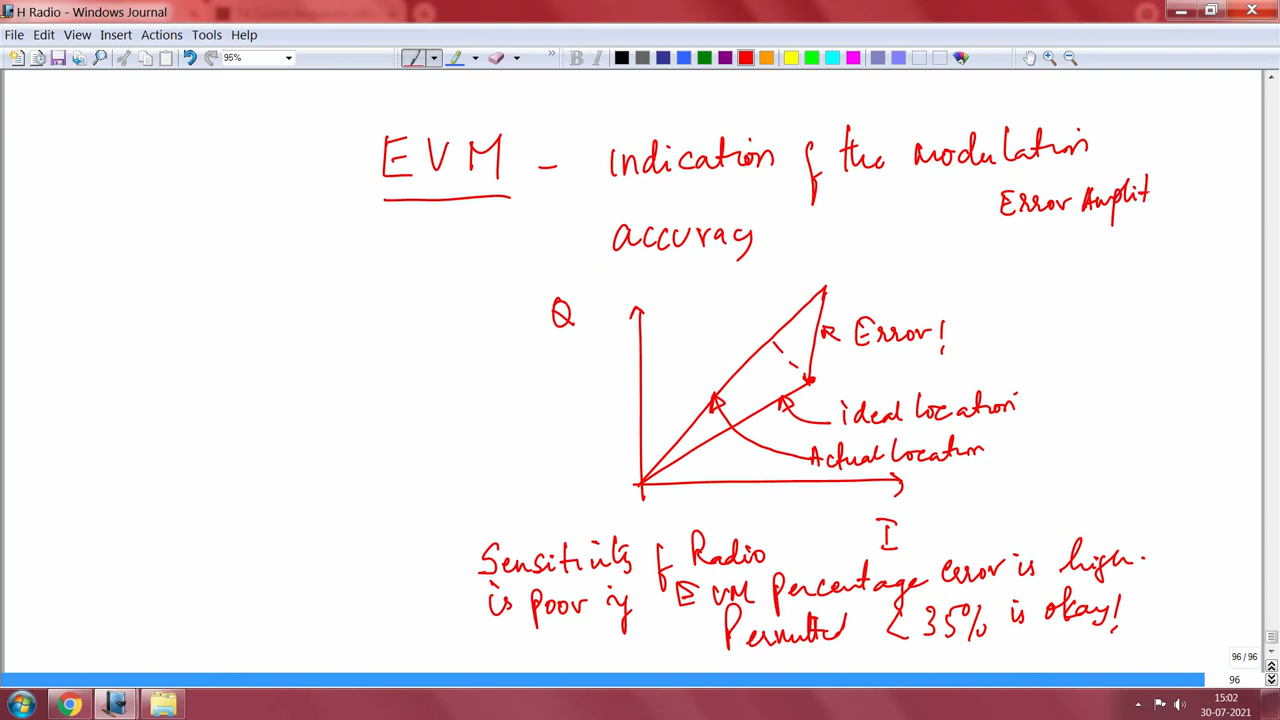 H Radio - Windows Journal
File Edit View Insert Actions Tools Help
95%
B I
EVM - Indication of the modulation
Error Amplit
accuracy
Q
Error!
ideal location
Actual Location
I
Sensitivity of Radio
is poor if EVM percentage error is high.
Permitted < 35% is okay!
96 / 96
96
15:02
30-07-2021